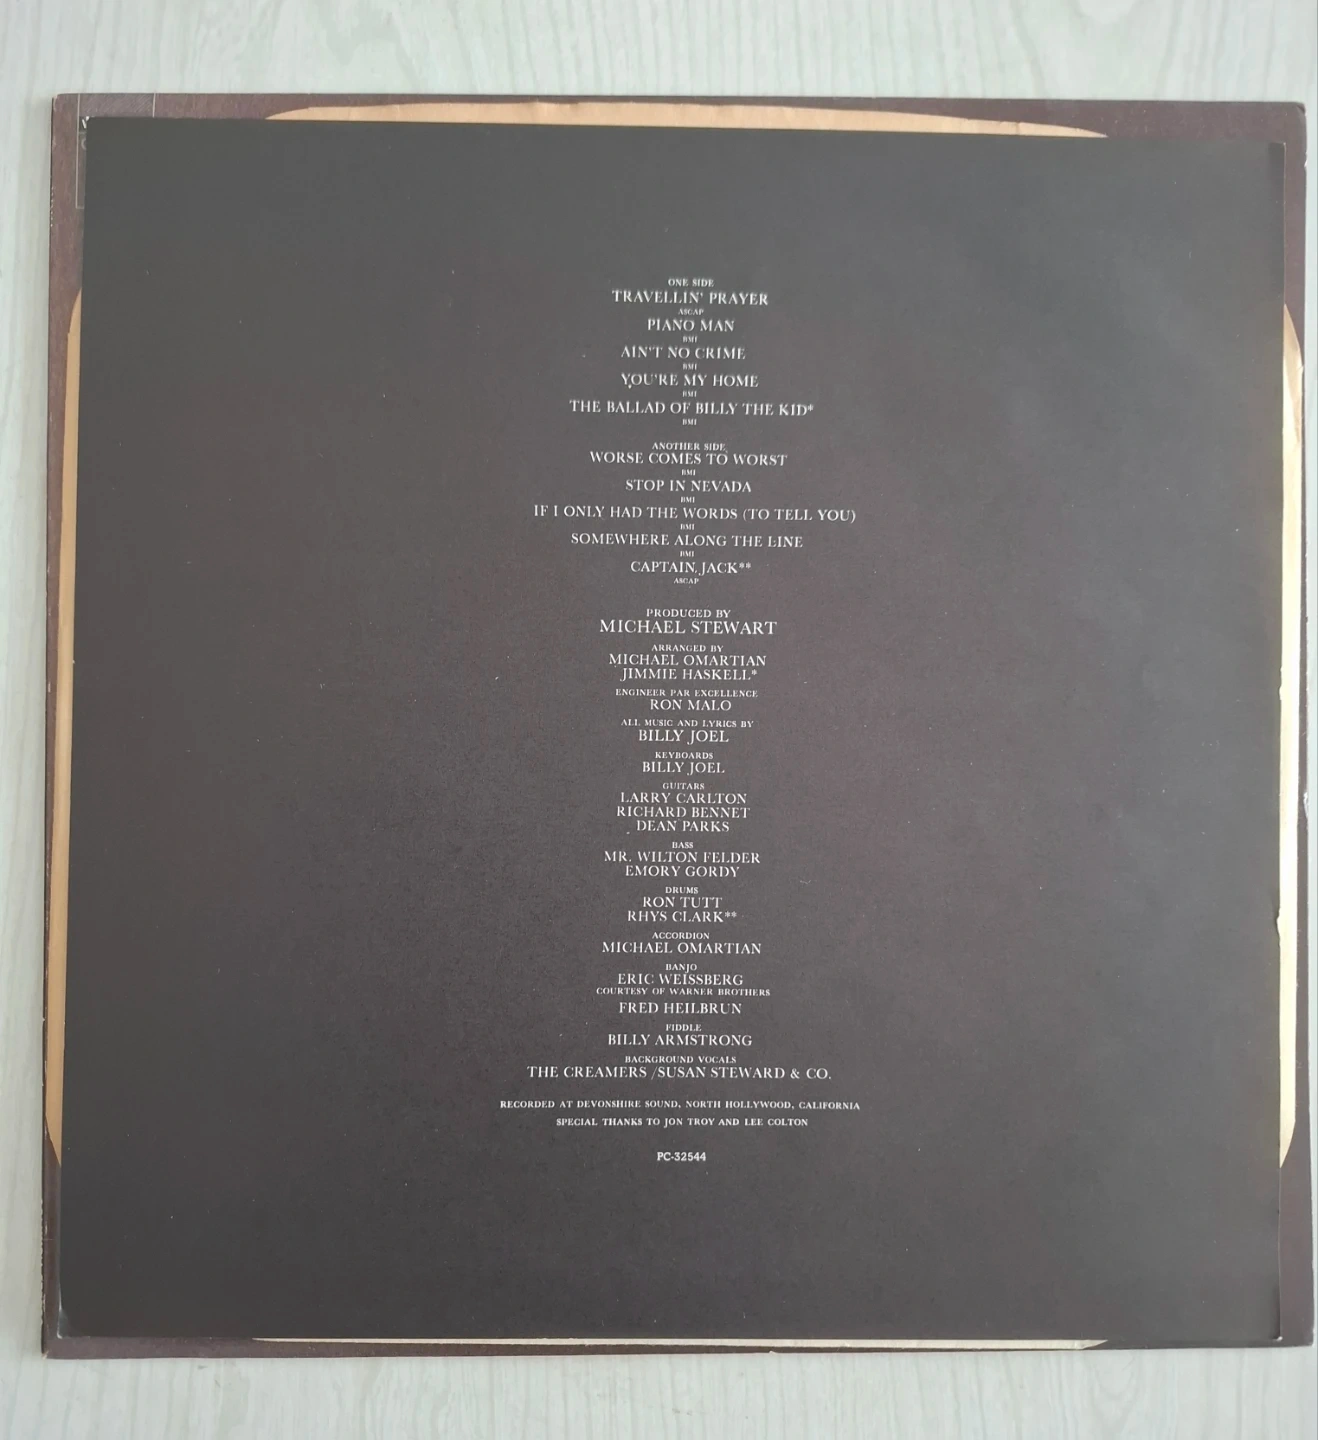 ONE SIDE
TRAVELLIN' PRAYER
ASCAP
PIANO MAN
BMI
AIN'T NO CRIME
BMI
YOU'RE MY HOME
BMI
THE BALLAD OF BILLY THE KID*
BMI
ANOTHER SIDE
WORSE COMES TO WORST
BMI
STOP IN NEVADA
BMI
IF I ONLY HAD THE WORDS (TO TELL YOU)
BMI
SOMEWHERE ALONG THE LINE
BMI
CAPTAIN JACK**
ASCAP
PRODUCED BY
MICHAEL STEWART
ARRANGED BY
MICHAEL OMARTIAN
JIMMIE HASKELL*
ENGINEER PAR EXCELLENCE
RON MALO
ALL MUSIC AND LYRICS BY
BILLY JOEL
KEYBOARDS
BILLY JOEL
GUITARS
LARRY CARLTON
RICHARD BENNET
DEAN PARKS
BASS
MR. WILTON FELDER
EMORY GORDY
DRUMS
RON TUTT
RHYS CLARK**
ACCORDION
MICHAEL OMARTIAN
BANJO
ERIC WEISSBERG
COURTESY OF WARNER BROTHERS
FRED HEILBRUN
FIDDLE
BILLY ARMSTRONG
BACKGROUND VOCALS
THE CREAMERS/SUSAN STEWARD & CO.
RECORDED AT DEVONSHIRE SOUND, NORTH HOLLYWOOD, CALIFORNIA
SPECIAL THANKS TO JON TROY AND LEE COLTON
PC-32544